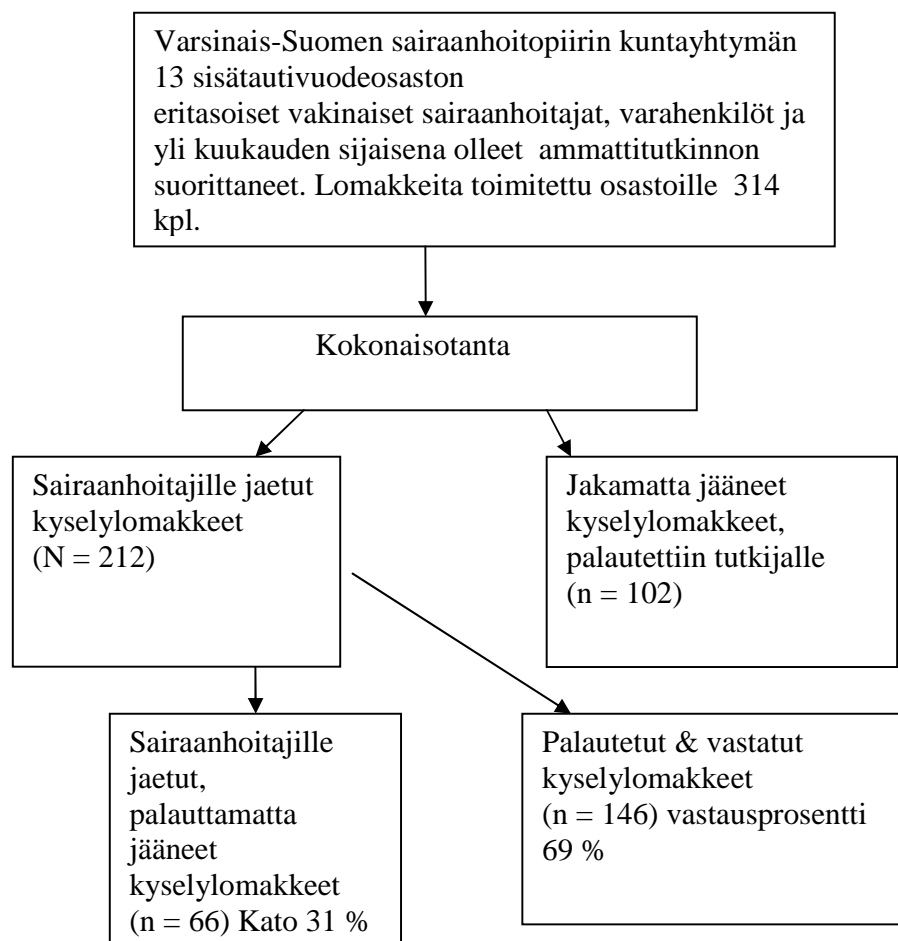 Varsinais-Suomen sairaanhoitopiirin kuntayhtymän
13 sisätautivuodeosaston
eritasoiset vakinaiset sairaanhoitajat, varahenkilöt ja
yli kuukauden sijaisena olleet ammattitutkinnon
suorittaneet. Lomakkeita toimitettu osastoille 314
kpl.
Kokonaisotanta
Sairaanhoitajille jaetut
kyselylomakkeet
(N = 212)
Jakamatta jääneet
kyselylomakkeet,
palautettiin tutkijalle
(n = 102)
Sairaanhoitajille
jaetut,
palauttamatta
jääneet
kyselylomakkeet
(n = 66) Kato 31 %
Palautetut & vastatut
kyselylomakkeet
(n = 146) vastausprosentti
69 %